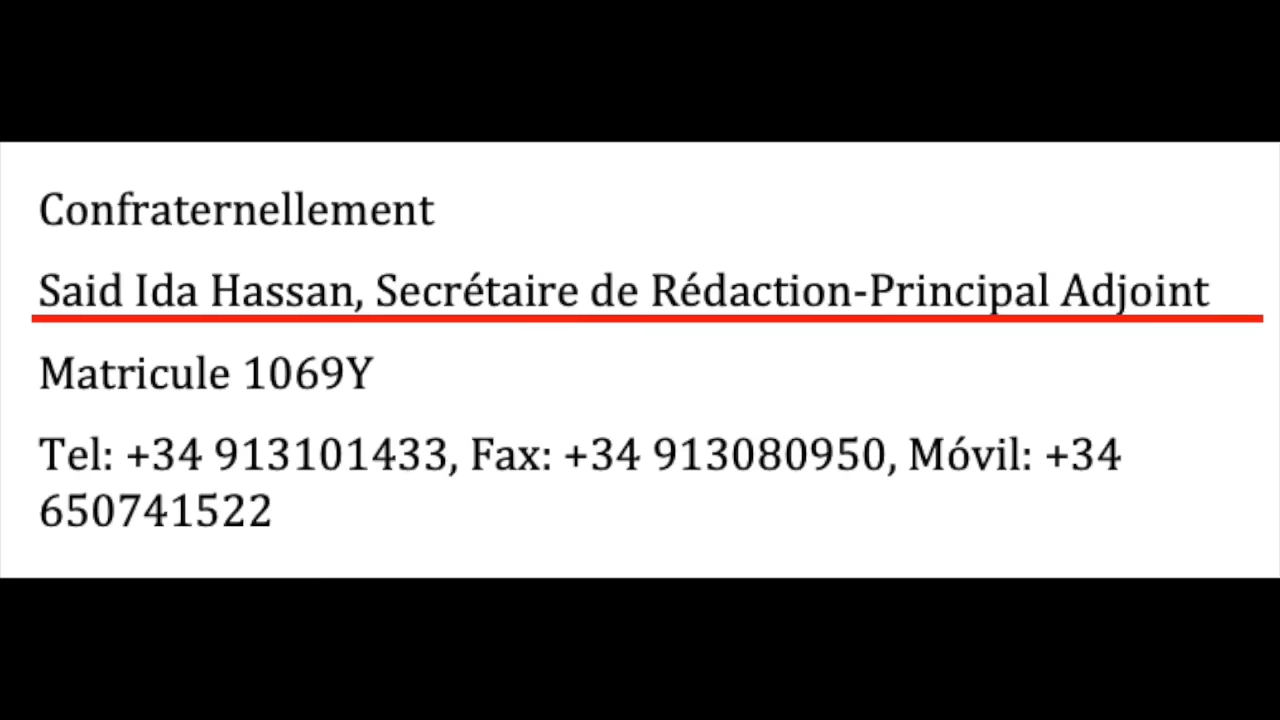 Confraternellement
Said Ida Hassan, Secrétaire de Rédaction-Principal Adjoint
Matricule 1069Y
Tel: +34 913101433, Fax: +34 913080950, Móvil: +34
650741522